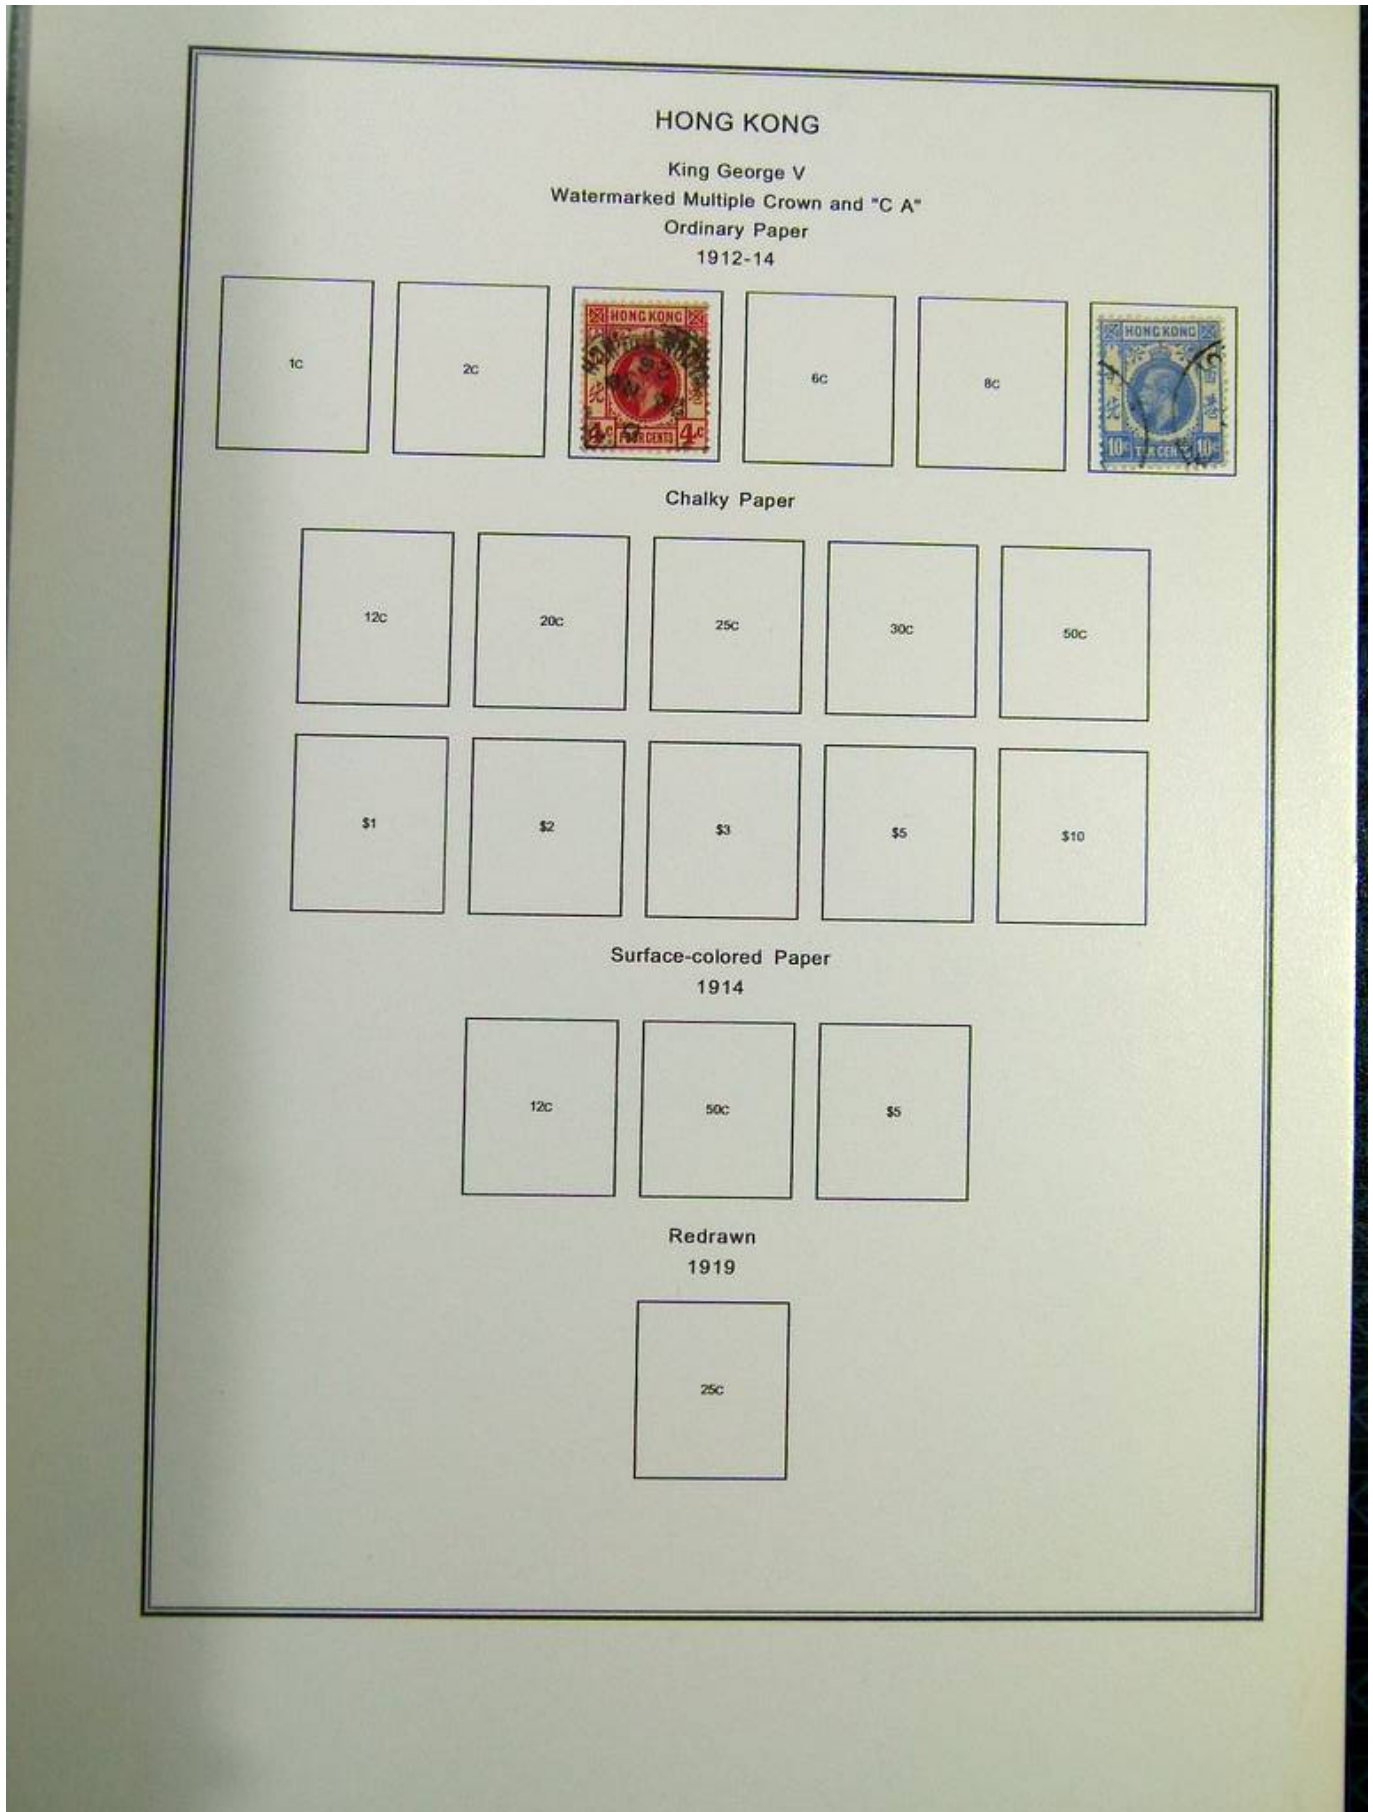 HONG KONG
King George V
Watermarked Multiple Crown and "C A"
Ordinary Paper
1912-14
1C
2C
HONG KONG
4C FOUR CENTS 4C
6C
8C
HONG KONG
10C TEN CENTS 10C
Chalky Paper
12C
20C
25C
30C
50C
$1
$2
$3
$5
$10
Surface-colored Paper
1914
12C
50C
$5
Redrawn
1919
25C